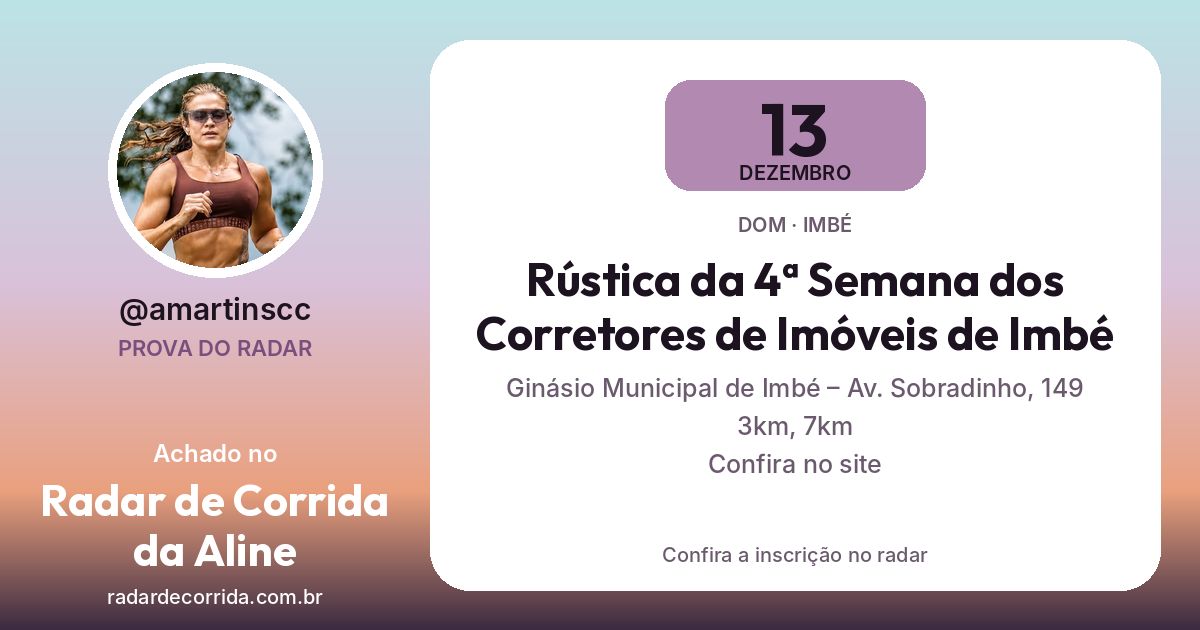 @amartinscc
PROVA DO RADAR
Achado no
Radar de Corrida
da Aline
radardecorrida.com.br
13
DEZEMBRO
DOM · IMBÉ
Rústica da 4ª Semana dos
Corretores de Imóveis de Imbé
Ginásio Municipal de Imbé – Av. Sobradinho, 149
3km, 7km
Confira no site
Confira a inscrição no radar